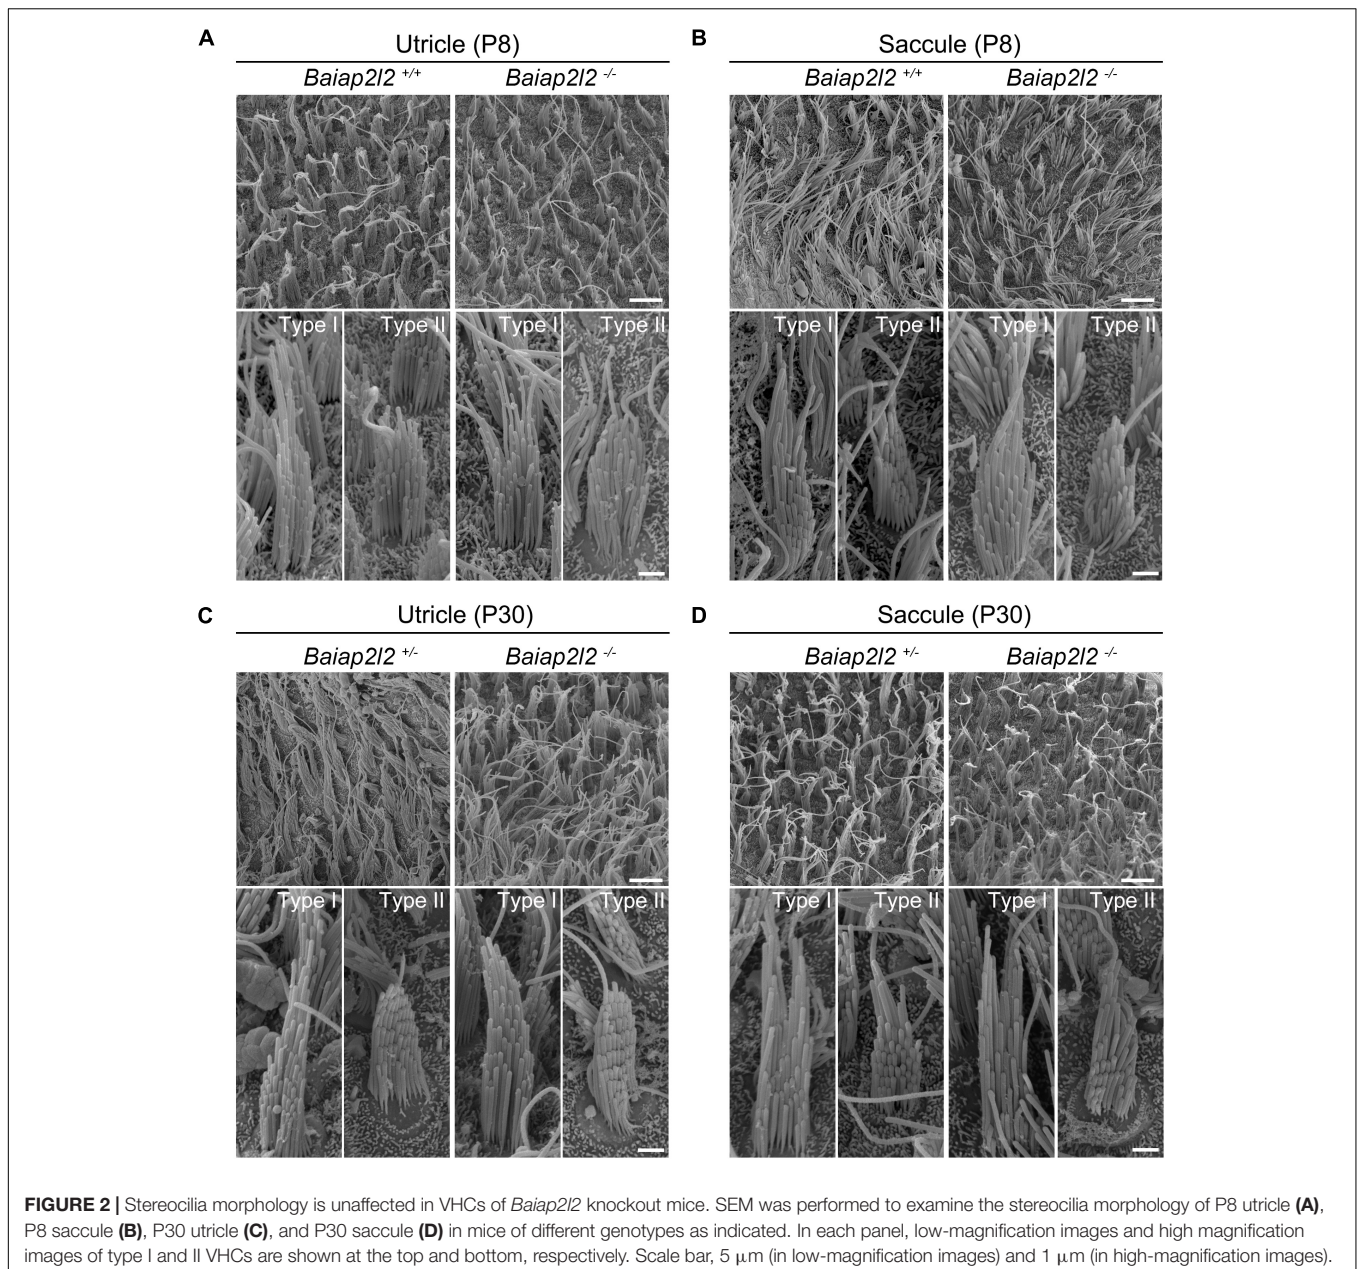 A
Utricle (P8)
Baiap2l2 +/+ Baiap2l2 -/-
Type I Type II Type I Type II
B
Saccule (P8)
Baiap2l2 +/+ Baiap2l2 -/-
Type I Type II Type I Type II
C
Utricle (P30)
Baiap2l2 +/- Baiap2l2 -/-
Type I Type II Type I Type II
D
Saccule (P30)
Baiap2l2 +/- Baiap2l2 -/-
Type I Type II Type I Type II
FIGURE 2 | Stereocilia morphology is unaffected in VHCs of Baiap2l2 knockout mice. SEM was performed to examine the stereocilia morphology of P8 utricle (A),
P8 saccule (B), P30 utricle (C), and P30 saccule (D) in mice of different genotypes as indicated. In each panel, low-magnification images and high magnification
images of type I and II VHCs are shown at the top and bottom, respectively. Scale bar, 5 μm (in low-magnification images) and 1 μm (in high-magnification images).